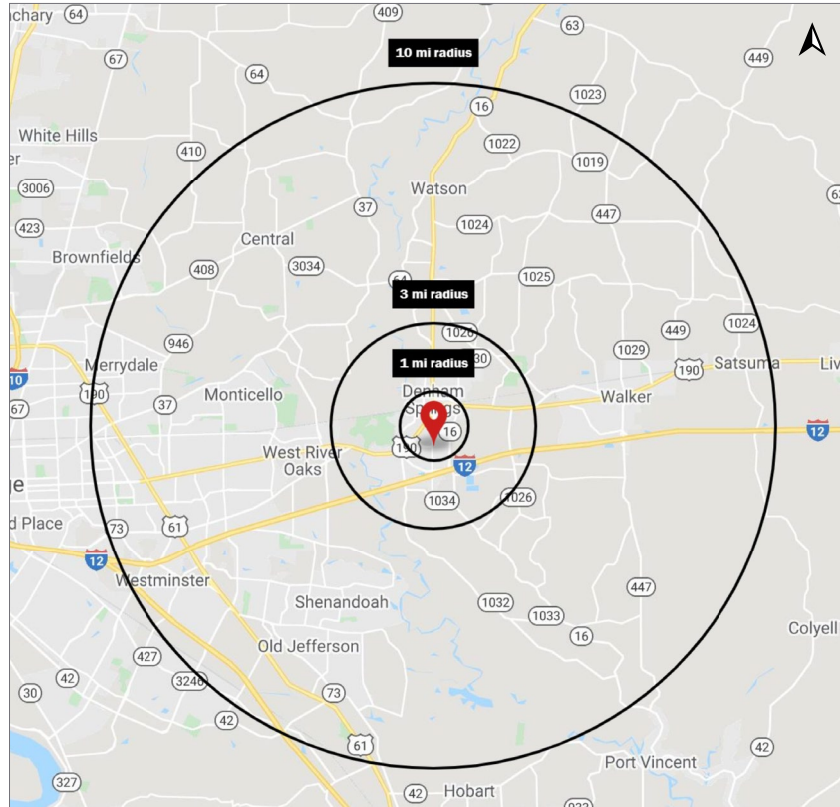 achary
64
409
63
67
64
449
10 mi radius
16
1023
White Hills
410
1022
1019
3006
Watson
423
37
1024
447
Central
Brownfields
408
3034
64
1025
3 mi radius
946
1020
449
1024
1 mi radius
1029
10
Merrydale
190
Satsuma
Liv
67
190
37
Monticello
Denham
Springs
Walker
16
190
12
West River
Oaks
12
ge
1034
1026
d Place
73
61
12
Westminster
447
Shenandoah
1032
1033
16
Colyell
Old Jefferson
427
42
3246
30
73
42
61
42
Port Vincent
327
42
Hobart